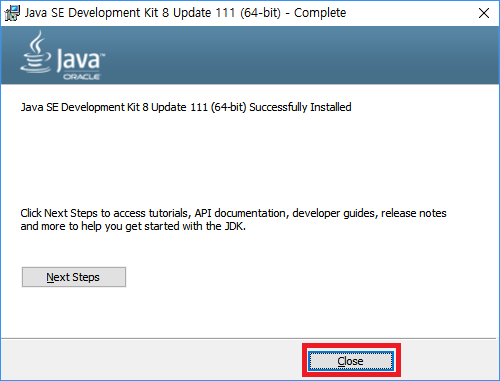 Java SE Development Kit 8 Update 111 (64-bit) - Complete
Java™
ORACLE
Java SE Development Kit 8 Update 111 (64-bit) Successfully Installed
Click Next Steps to access tutorials, API documentation, developer guides, release notes
and more to help you get started with the JDK.
Next Steps
Close